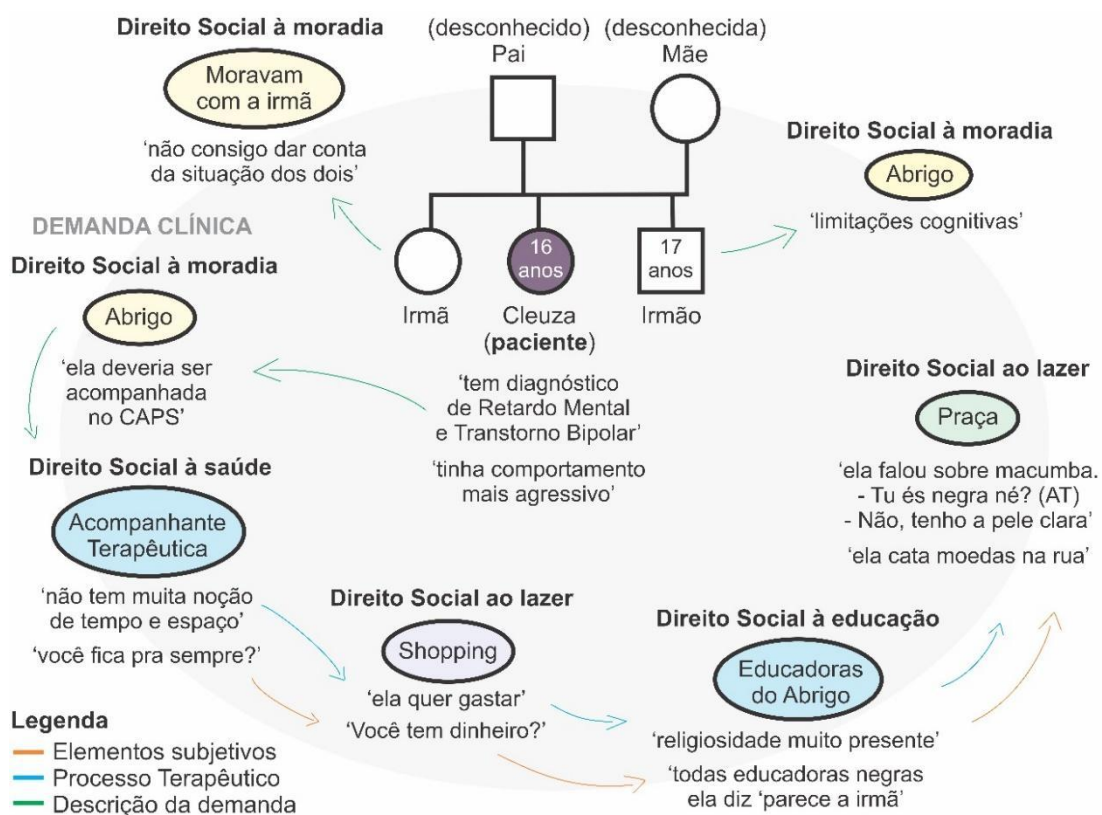 Direito Social à moradia
Moravam
com a irmã
'não consigo dar conta
da situação dos dois'
(desconhecido)
Pai
(desconhecida)
Mãe
Direito Social à moradia
Abrigo
'limitações cognitivas'
Irmã
16
anos
Cleuza
(paciente)
17
anos
Irmão
'tem diagnóstico
de Retardo Mental
e Transtorno Bipolar'
'tinha comportamento
mais agressivo'
DEMANDA CLÍNICA
Direito Social à moradia
Abrigo
'ela deveria ser
acompanhada
no CAPS'
Direito Social à saúde
Acompanhante
Terapêutica
'não tem muita noção
de tempo e espaço'
'você fica pra sempre?'
Direito Social ao lazer
Shopping
'ela quer gastar'
'Você tem dinheiro?'
Direito Social à educação
Educadoras
do Abrigo
'religiosidade muito presente'
'todas educadoras negras
ela diz 'parece a irmã'
Direito Social ao lazer
Praça
'ela falou sobre macumba.
- Tu és negra né? (AT)
- Não, tenho a pele clara'
'ela cata moedas na rua'
Legenda
Elementos subjetivos
Processo Terapêutico
Descrição da demanda